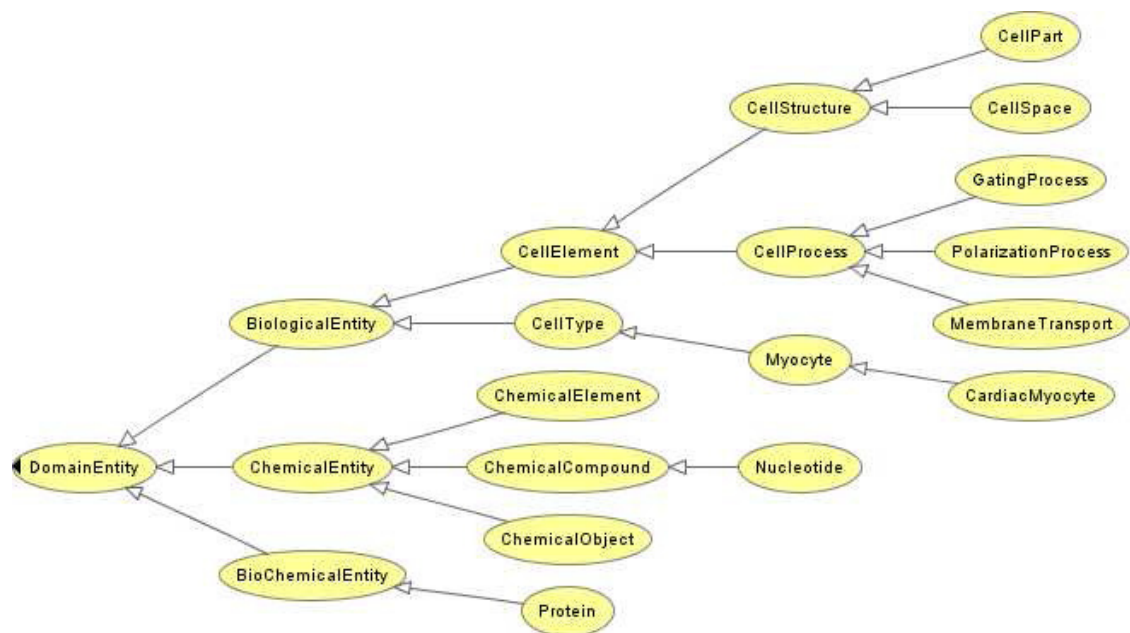 CellPart
CellStructure
CellSpace
GatingProcess
CellElement
CellProcess
PolarizationProcess
BiologicalEntity
CellType
MembraneTransport
Myocyte
ChemicalElement
CardiacMyocyte
DomainEntity
ChemicalEntity
ChemicalCompound
Nucleotide
ChemicalObject
BioChemicalEntity
Protein